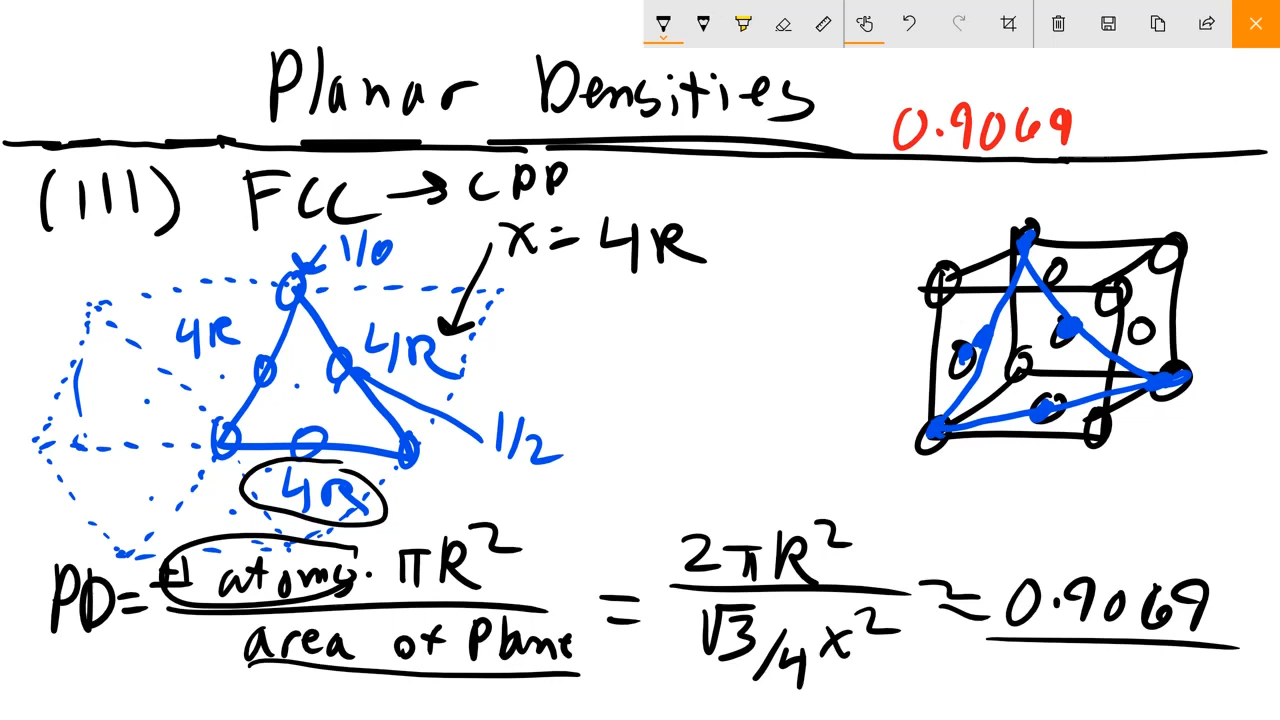 Planar Densities
0.9069
(111) FCC → CPP
x = 4R
1/6
4R
4R
1/2
4R
PD = # atoms · πR² / area of Plane = 2πR² / √3/4 x² ≈ 0.9069